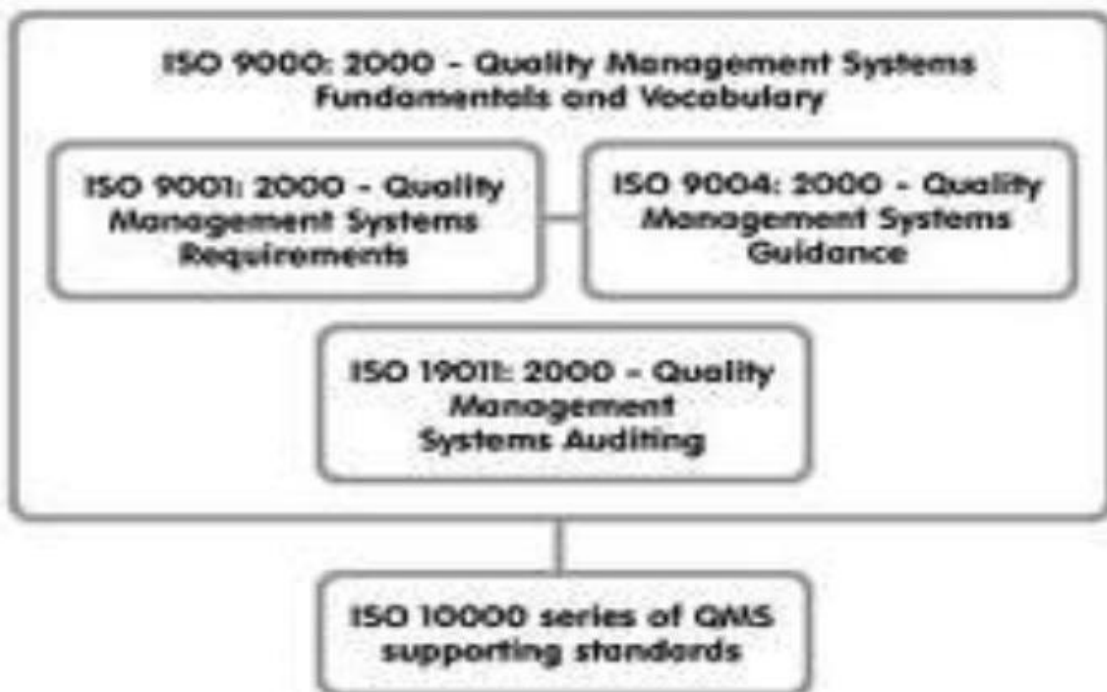 ISO 9000: 2000 - Quality Management Systems
Fundamentals and Vocabulary
ISO 9001: 2000 - Quality
Management Systems
Requirements
ISO 9004: 2000 - Quality
Management Systems
Guidance
ISO 19011: 2000 - Quality
Management
Systems Auditing
ISO 10000 series of QMS
supporting standards